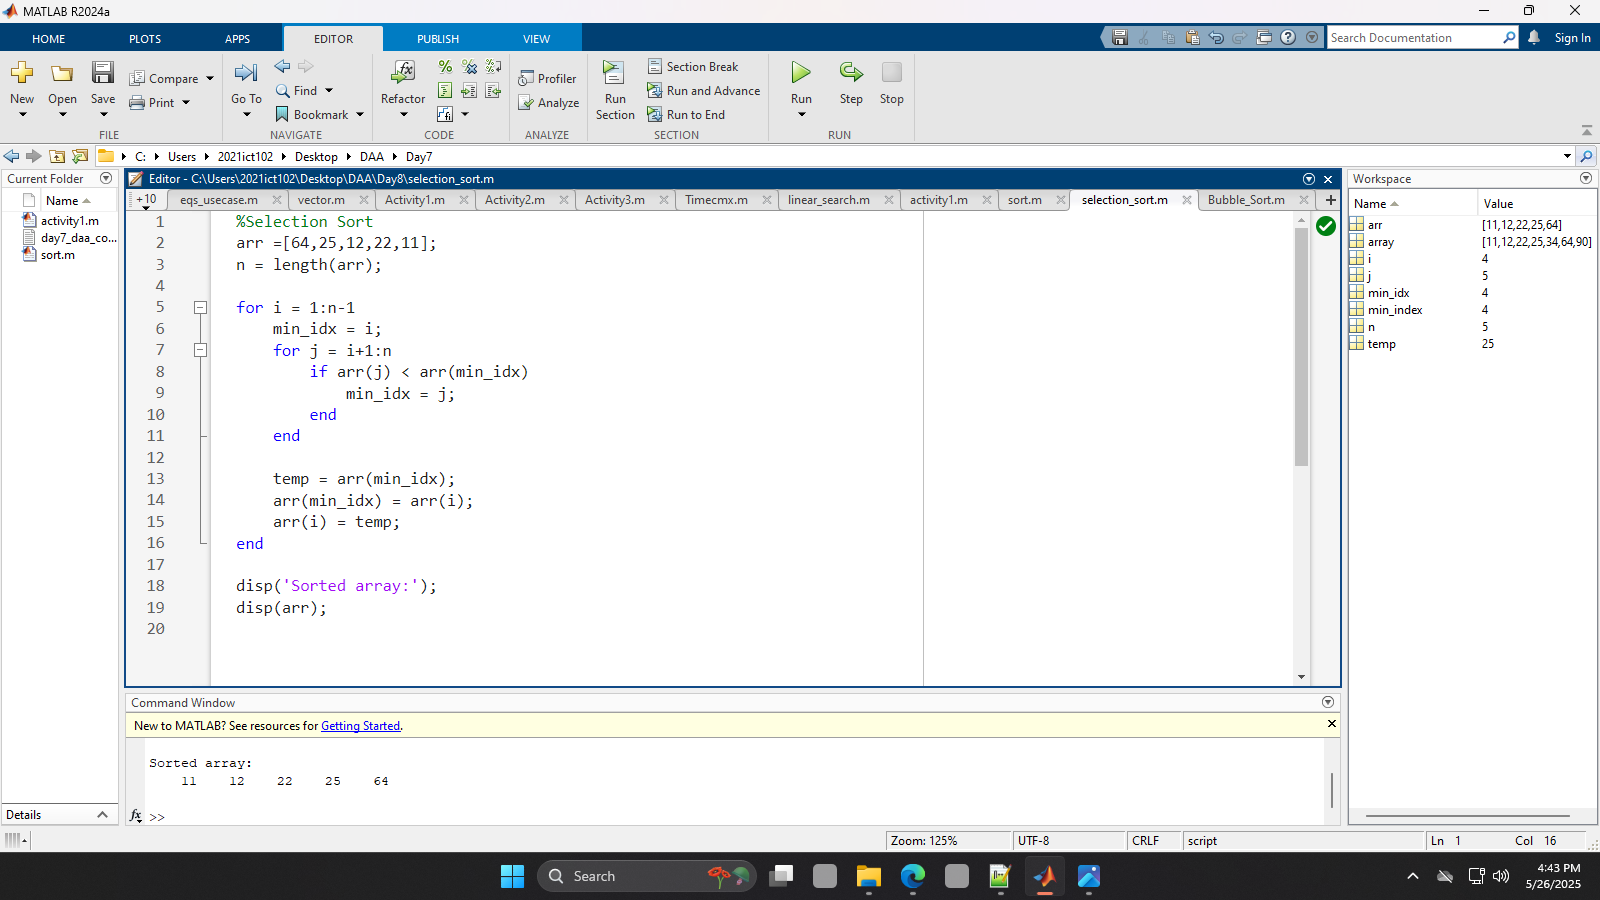 MATLAB R2024a
HOME PLOTS APPS EDITOR PUBLISH VIEW Search Documentation Sign In
New Open Save Compare Print Go To Find Bookmark Refactor Profiler Analyze Run Section Section Break Run and Advance Run to End Run Step Stop
FILE NAVIGATE CODE ANALYZE SECTION RUN
C: Users 2021ict102 Desktop DAA Day7
Current Folder
Name
activity1.m
day7_daa_co...
sort.m
Details
Editor - C:\Users\2021ict102\Desktop\DAA\Day8\selection_sort.m
+10 eqs_usecase.m vector.m Activity1.m Activity2.m Activity3.m Timecmx.m linear_search.m activity1.m sort.m selection_sort.m Bubble_Sort.m
1 %Selection Sort
2 arr =[64,25,12,22,11];
3 n = length(arr);
4
5 for i = 1:n-1
6 min_idx = i;
7 for j = i+1:n
8 if arr(j) < arr(min_idx)
9 min_idx = j;
10 end
11 end
12
13 temp = arr(min_idx);
14 arr(min_idx) = arr(i);
15 arr(i) = temp;
16 end
17
18 disp('Sorted array:');
19 disp(arr);
20
Command Window
New to MATLAB? See resources for Getting Started.
Sorted array:
11 12 22 25 64
fx >>
Workspace
Name Value
arr [11,12,22,25,64]
array [11,12,22,25,34,64,90]
i 4
j 5
min_idx 4
min_index 4
n 5
temp 25
Zoom: 125% UTF-8 CRLF script Ln 1 Col 16
Search
4:43 PM
5/26/2025